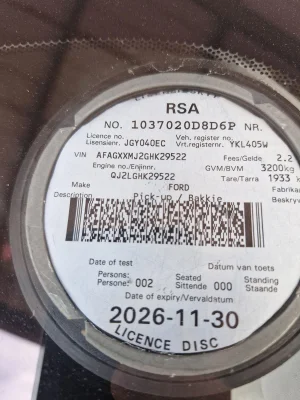 RSA
NO. 1037020D8D6P NR.
Licence no. Veh. register no.
Lisensienr. JGY040EC Vrt.registernr. YKL405W
VIN AFAGXXMJ2GHK29522 Fees/Gelde 2.2
Engine no./Enjinnr. GVM/BVM 3200kg
QJ2LGHK29522 Tare/Tarra 1933
Make FORD Fabri
Description Pick-up / Bakkie Beskryw
Date of test Datum van toets
Persons: Seated Standing
Persone: 002 Sittende 000 Staande
Date of expiry/Vervaldatum
2026-11-30
LICENCE DISC